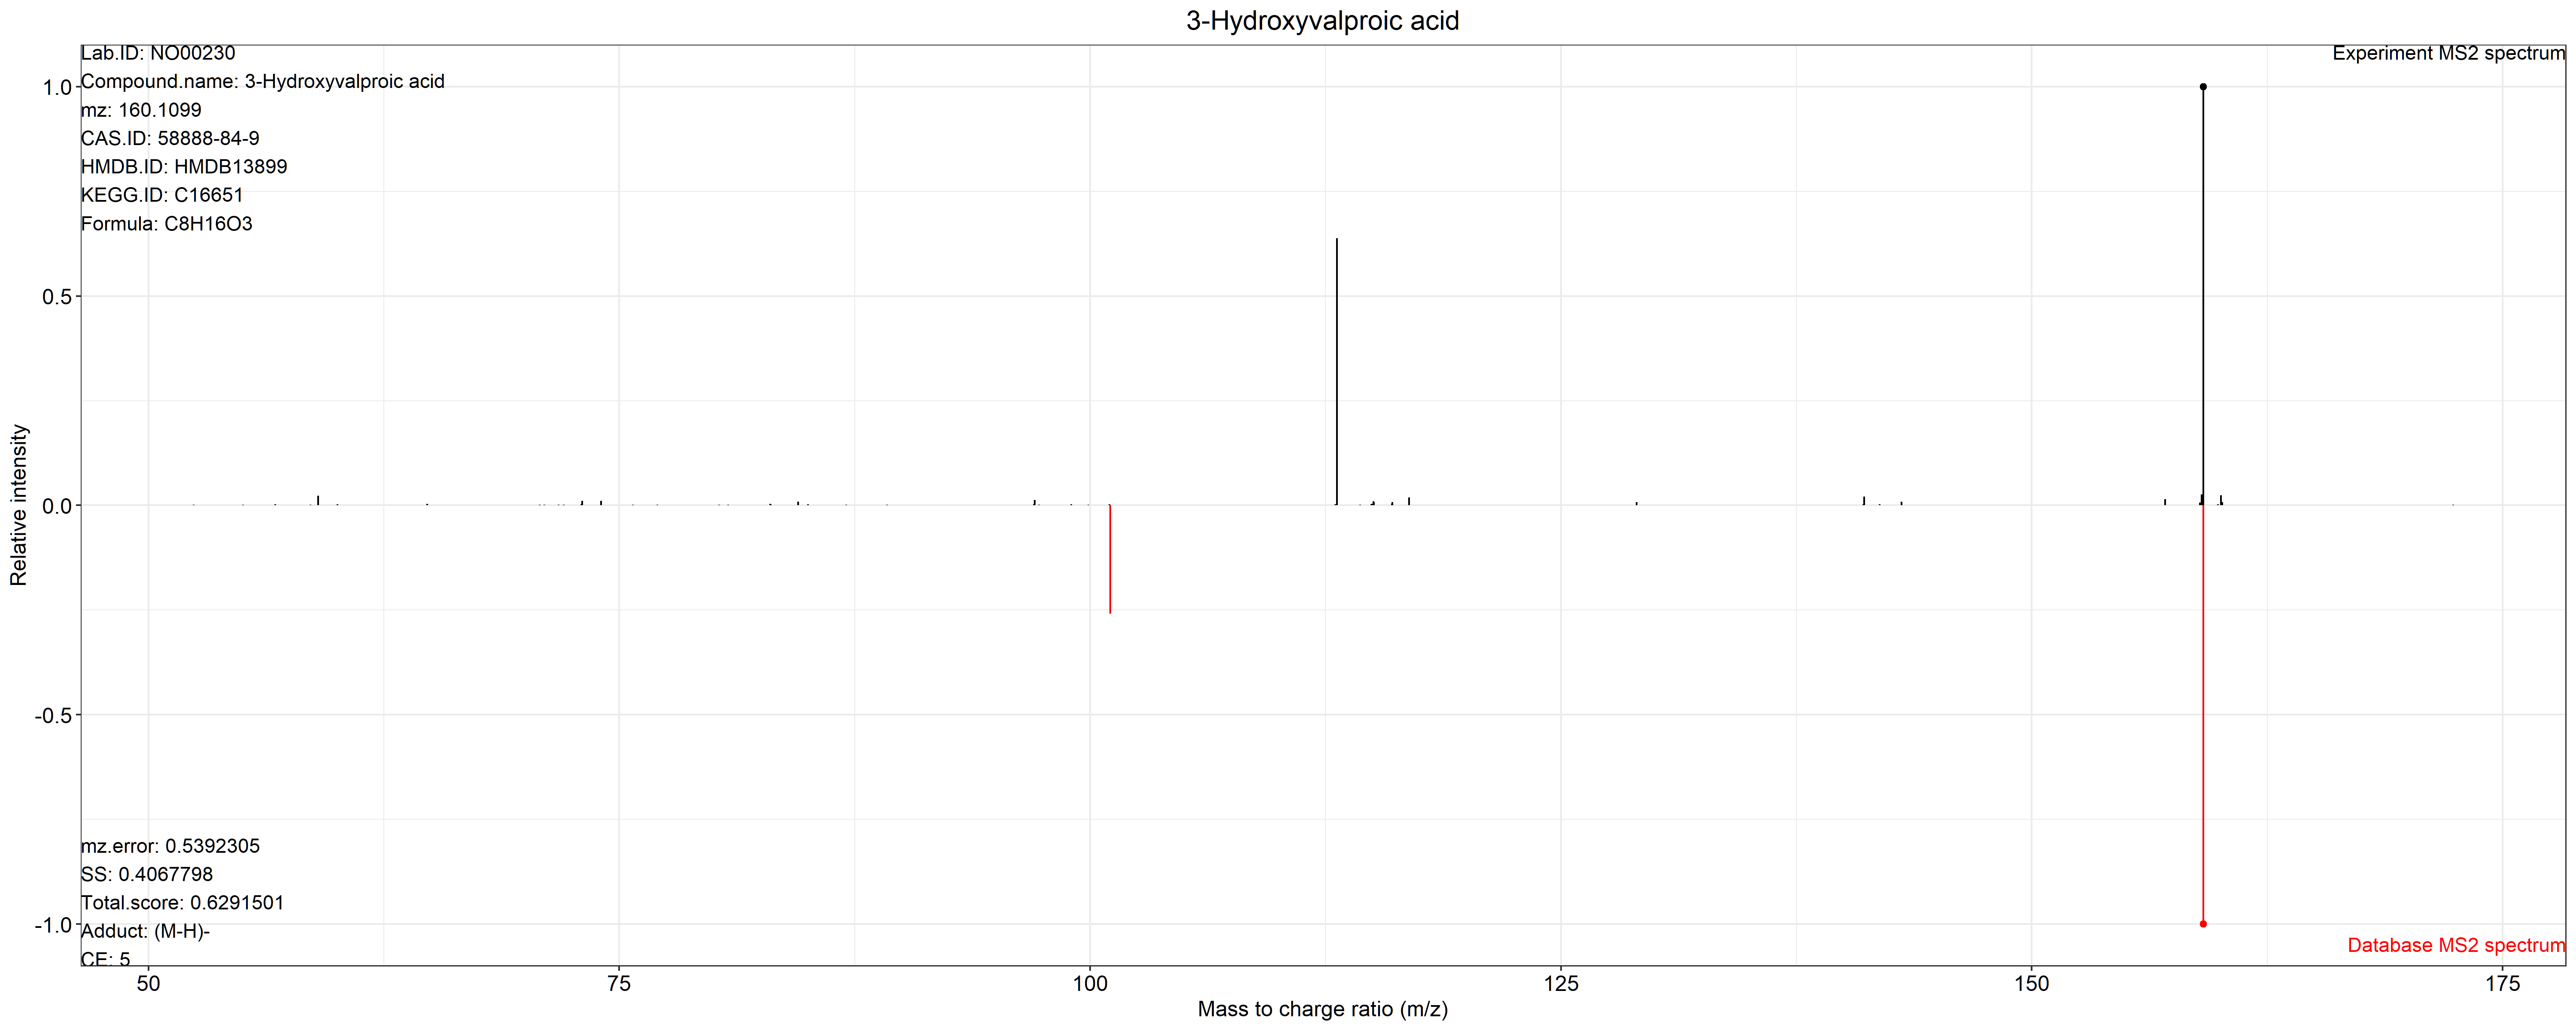 3-Hydroxyvalproic acid
Lab.ID: NO00230
Experiment MS2 spectrum
Compound.name: 3-Hydroxyvalproic acid
mz: 160.1099
CAS.ID: 58888-84-9
HMDB.ID: HMDB13899
KEGG.ID: C16651
Formula: C8H16O3
1.0
0.5
0.0
-0.5
-1.0
Relative intensity
mz.error: 0.5392305
SS: 0.4067798
Total.score: 0.6291501
Adduct: (M-H)-
CE: 5
Database MS2 spectrum
50 75 100 125 150 175
Mass to charge ratio (m/z)